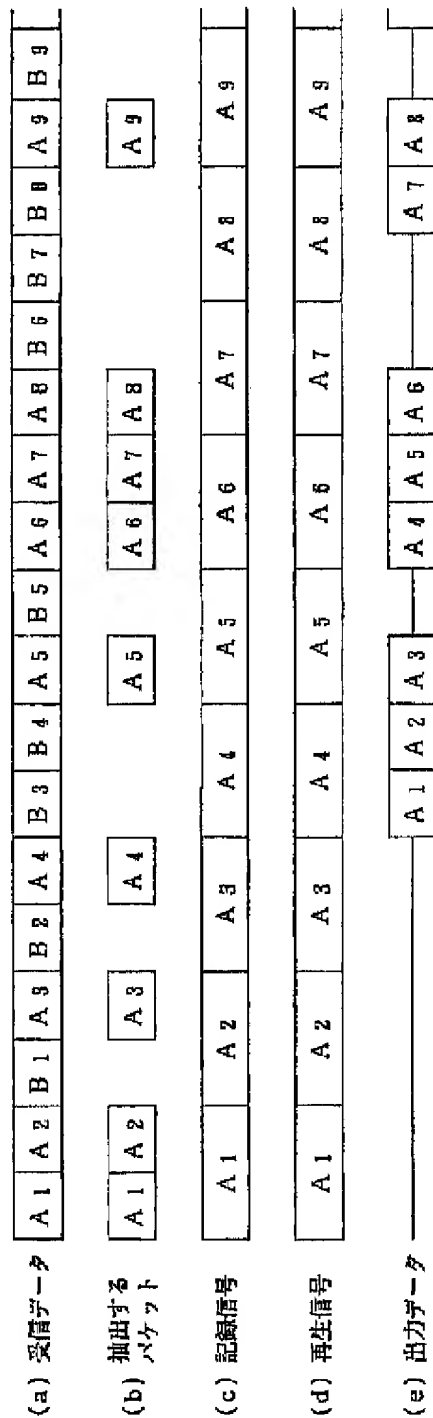 (a) 受信データ A1 A2 B1 A3 B2 A4 B3 B4 A5 B5 A6 A7 A8 B6 B7 B8 A9 B9
(b) 抽出する
パケット A1 A2 A3 A4 A5 A6 A7 A8 A9
(c) 記録信号 A1 A2 A3 A4 A5 A6 A7 A8 A9
(d) 再生信号 A1 A2 A3 A4 A5 A6 A7 A8 A9
(e) 出力データ A1 A2 A3 A4 A5 A6 A7 A8